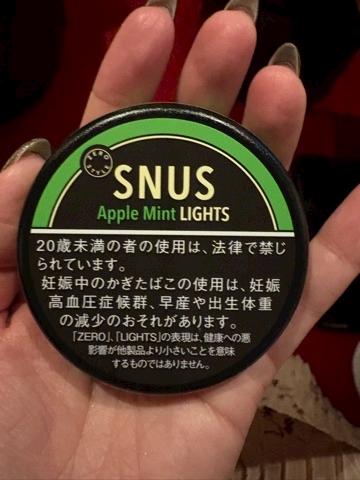 ZERO
STYLE
SNUS
Apple Mint LIGHTS
20歳未満の者の使用は、法律で禁じ
られています。
妊娠中のかぎたばこの使用は、妊娠
高血圧症候群、早産や出生体重
の減少のおそれがあります。
「ZERO」、「LIGHTS」の表現は、健康への悪
影響が他製品より小さいことを意味
するものではありません。